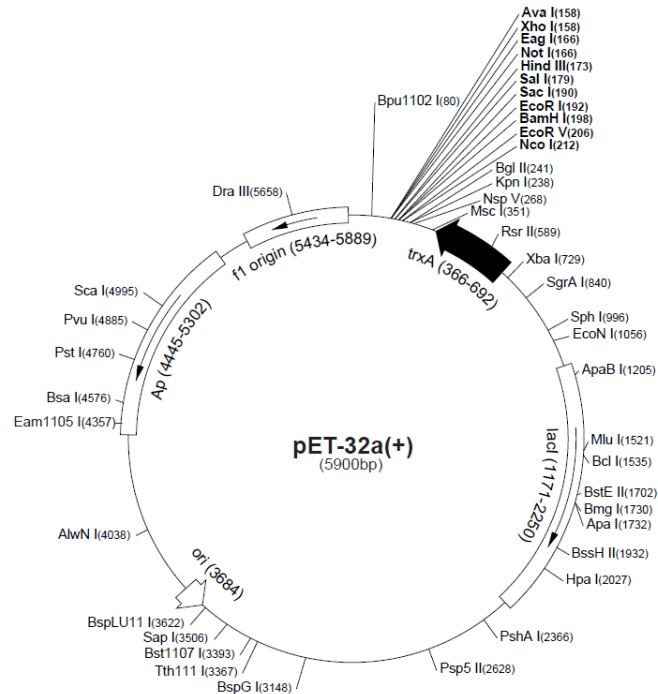 Ava I(158)
Xho I(158)
Eag I(166)
Not I(166)
Hind III(173)
Sal I(179)
Sac I(190)
EcoR I(192)
BamH I(198)
EcoR V(206)
Nco I(212)
Bpu1102 I(80)
Bgl II(241)
Kpn I(238)
Nsp V(268)
Msc I(351)
Rsr II(589)
Xba I(729)
SgrA I(840)
Sph I(996)
EcoN I(1056)
ApaB I(1205)
Mlu I(1521)
Bcl I(1535)
BstE II(1702)
Bmg I(1730)
Apa I(1732)
BssH II(1932)
Hpa I(2027)
PshA I(2366)
Psp5 II(2628)
BspG I(3148)
Tth111 I(3367)
Bst1107 I(3393)
Sap I(3506)
BspLU11 I(3622)
AlwN I(4038)
Eam1105 I(4357)
Bsa I(4576)
Pst I(4760)
Pvu I(4885)
Sca I(4995)
Dra III(5658)
f1 origin (5434-5889)
trxA (366-692)
lacI (1171-2250)
ori (3684)
Ap (4445-5302)
pET-32a(+)
(5900bp)